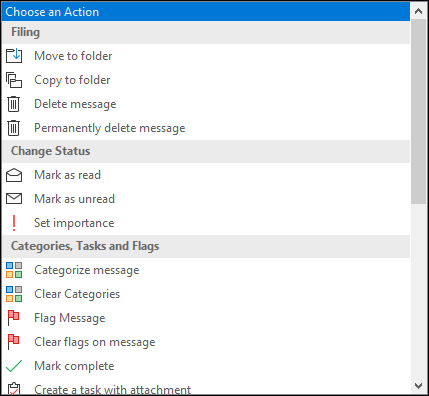 Choose an Action
Filing
Move to folder
Copy to folder
Delete message
Permanently delete message
Change Status
Mark as read
Mark as unread
Set importance
Categories, Tasks and Flags
Categorize message
Clear Categories
Flag Message
Clear flags on message
Mark complete
Create a task with attachment